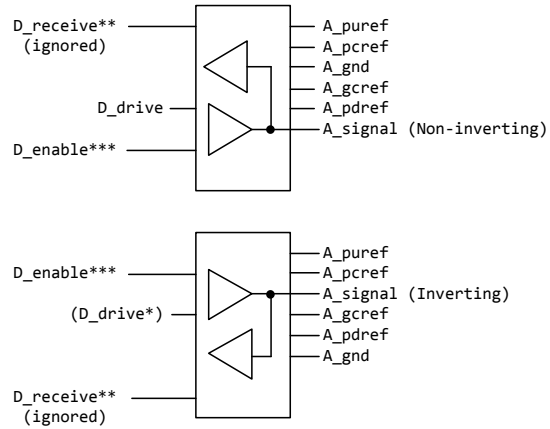 D_receive** A_puref
(ignored) A_pcref
A_gnd
A_gcref
D_drive A_pdref
A_signal (Non-inverting)
D_enable***
A_puref
D_enable*** A_pcref
A_signal (Inverting)
(D_drive*) A_gcref
A_pdref
A_gnd
D_receive**
(ignored)